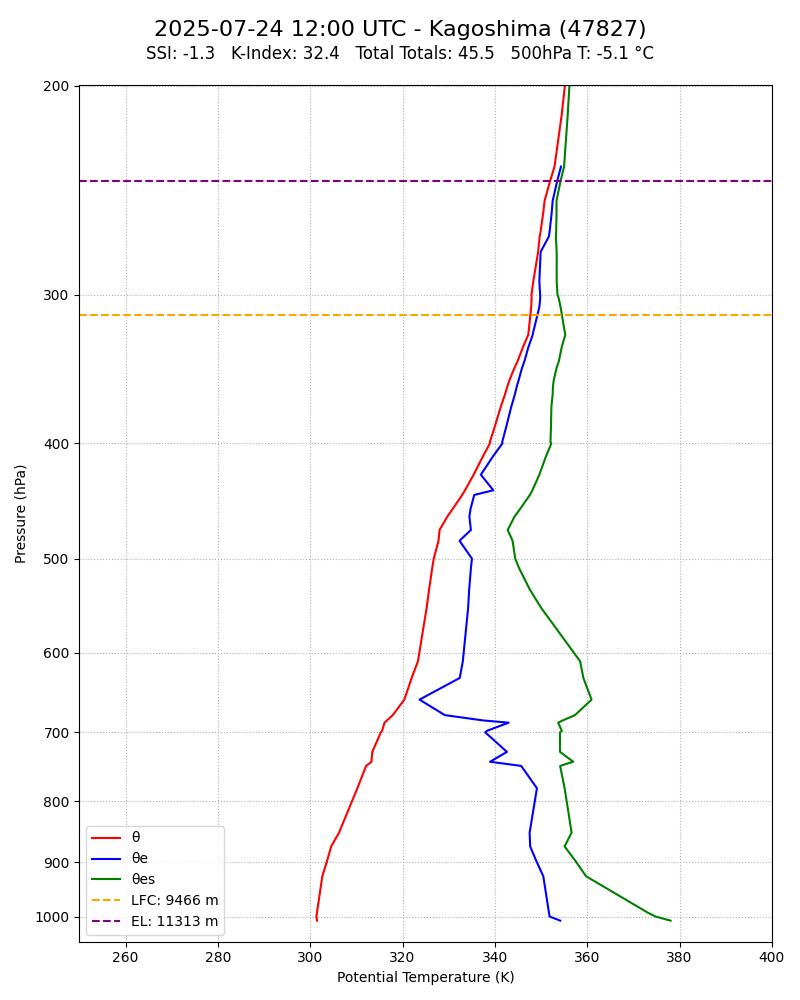 2025-07-24 12:00 UTC - Kagoshima (47827)
SSI: -1.3   K-Index: 32.4   Total Totals: 45.5   500hPa T: -5.1 °C
200
300
400
500
600
700
800
900
1000
Pressure (hPa)
θ
θe
θes
LFC: 9466 m
EL: 11313 m
260 280 300 320 340 360 380 400
Potential Temperature (K)